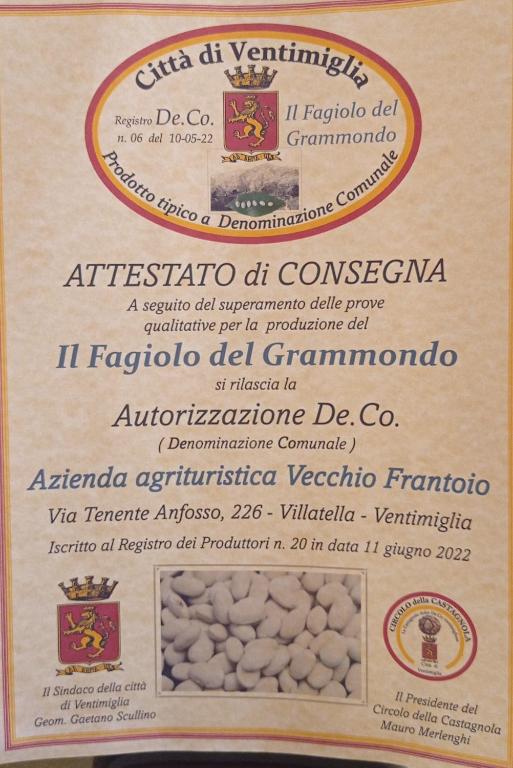 Città di Ventimiglia
Registro De.Co.
n. 06 del 10-05-22
Il Fagiolo del
Grammondo
Prodotto tipico a Denominazione Comunale
ATTESTATO di CONSEGNA
A seguito del superamento delle prove
qualitative per la produzione del
Il Fagiolo del Grammondo
si rilascia la
Autorizzazione De.Co.
( Denominazione Comunale )
Azienda agrituristica Vecchio Frantoio
Via Tenente Anfosso, 226 - Villatella - Ventimiglia
Iscritto al Registro dei Produttori n. 20 in data 11 giugno 2022
Il Sindaco della città
di Ventimiglia
Geom. Gaetano Scullino
CIRCOLO della CASTAGNOLA
Città di
Ventimiglia
Il Presidente del
Circolo della Castagnola
Mauro Merlenghi